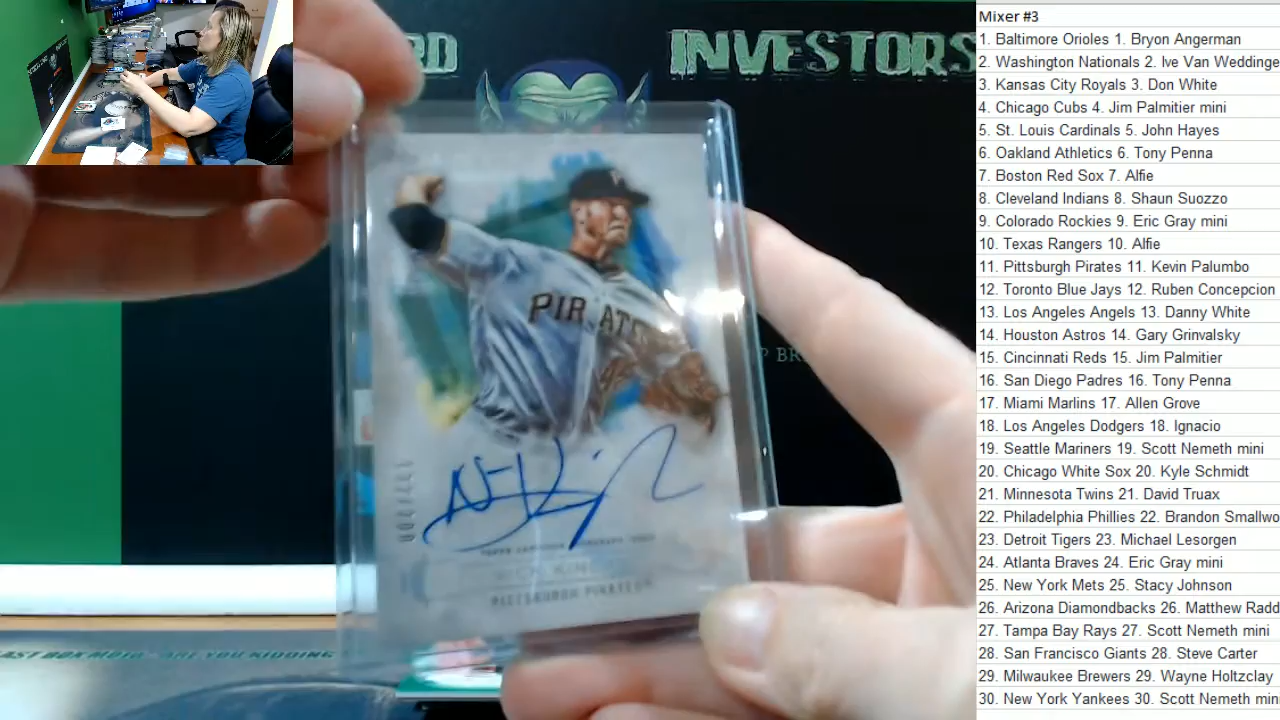 RD INVESTORS
P BR
P
PIRATE
PITTSBURGH PIRATES
Mixer #3
1. Baltimore Orioles 1. Bryon Angerman
2. Washington Nationals 2. Ive Van Weddinge
3. Kansas City Royals 3. Don White
4. Chicago Cubs 4. Jim Palmitier mini
5. St. Louis Cardinals 5. John Hayes
6. Oakland Athletics 6. Tony Penna
7. Boston Red Sox 7. Alfie
8. Cleveland Indians 8. Shaun Suozzo
9. Colorado Rockies 9. Eric Gray mini
10. Texas Rangers 10. Alfie
11. Pittsburgh Pirates 11. Kevin Palumbo
12. Toronto Blue Jays 12. Ruben Concepcion
13. Los Angeles Angels 13. Danny White
14. Houston Astros 14. Gary Grinvalsky
15. Cincinnati Reds 15. Jim Palmitier
16. San Diego Padres 16. Tony Penna
17. Miami Marlins 17. Allen Grove
18. Los Angeles Dodgers 18. Ignacio
19. Seattle Mariners 19. Scott Nemeth mini
20. Chicago White Sox 20. Kyle Schmidt
21. Minnesota Twins 21. David Truax
22. Philadelphia Phillies 22. Brandon Smallwo
23. Detroit Tigers 23. Michael Lesorgen
24. Atlanta Braves 24. Eric Gray mini
25. New York Mets 25. Stacy Johnson
26. Arizona Diamondbacks 26. Matthew Radd
27. Tampa Bay Rays 27. Scott Nemeth mini
28. San Francisco Giants 28. Steve Carter
29. Milwaukee Brewers 29. Wayne Holtzclay
30. New York Yankees 30. Scott Nemeth min